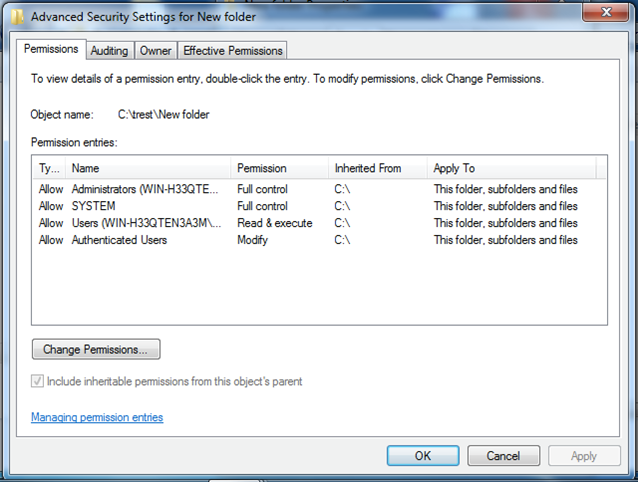 Advanced Security Settings for New folder
Permissions Auditing Owner Effective Permissions
To view details of a permission entry, double-click the entry. To modify permissions, click Change Permissions.
Object name: C:\trest\New folder
Permission entries:
Ty... Name Permission Inherited From Apply To
Allow Administrators (WIN-H33QTE... Full control C:\ This folder, subfolders and files
Allow SYSTEM Full control C:\ This folder, subfolders and files
Allow Users (WIN-H33QTEN3A3M\... Read & execute C:\ This folder, subfolders and files
Allow Authenticated Users Modify C:\ This folder, subfolders and files
Change Permissions...
Include inheritable permissions from this object's parent
Managing permission entries
OK Cancel Apply